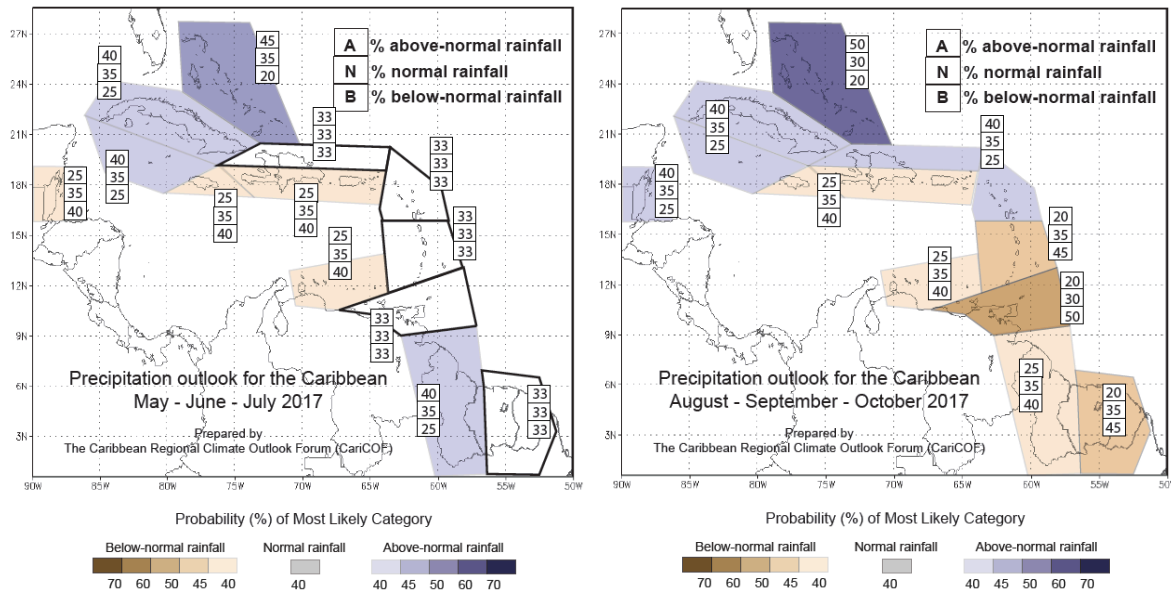 27N
24N
21N
18N
15N
12N
9N
6N
3N
A % above-normal rainfall
N % normal rainfall
B % below-normal rainfall
45
35
20
40
35
25
33
33
33
33
33
33
40
35
25
25
35
40
25
35
40
25
35
40
33
33
33
25
35
40
33
33
33
40
35
25
33
33
33
Precipitation outlook for the Caribbean
May - June - July 2017
Prepared by
The Caribbean Regional Climate Outlook Forum (CariCOF)
90W 85W 80W 75W 70W 65W 60W 55W 50W
Probability (%) of Most Likely Category
Below-normal rainfall Normal rainfall Above-normal rainfall
70 60 50 45 40 40 40 45 50 60 70
27N
24N
21N
18N
15N
12N
9N
6N
3N
A % above-normal rainfall
N % normal rainfall
B % below-normal rainfall
50
30
20
40
35
25
40
35
25
40
35
25
25
35
40
20
35
45
25
35
40
20
30
50
25
35
40
20
35
45
Precipitation outlook for the Caribbean
August - September - October 2017
Prepared by
The Caribbean Regional Climate Outlook Forum (CariCOF)
90W 85W 80W 75W 70W 65W 60W 55W 50W
Probability (%) of Most Likely Category
Below-normal rainfall Normal rainfall Above-normal rainfall
70 60 50 45 40 40 40 45 50 60 70